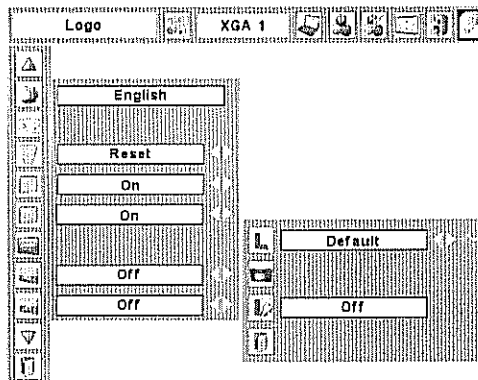 Logo
XGA 1
English
Reset
On
On
Default
Off
Off
Off